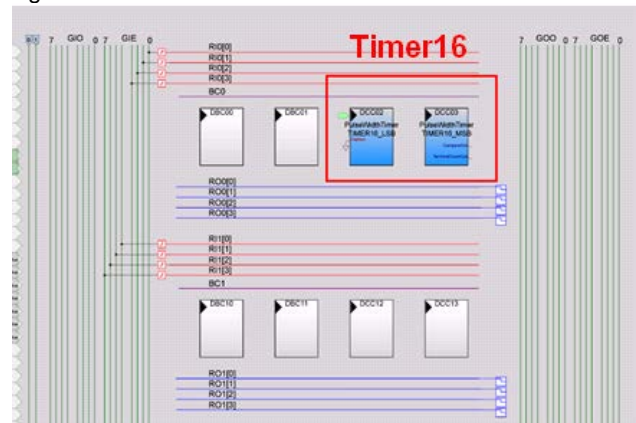 7 GIO 0 7 GIE 0
7 GOO 0 7 GOE 0
Timer16
RI0[0]
RI0[1]
RI0[2]
RI0[3]
BC0
DBC00 DBC01 DCC02 DCC03
PulseWidthTimer PulseWidthTimer
TIMER16_LSB TIMER16_MSB
RO0[0]
RO0[1]
RO0[2]
RO0[3]
RI1[0]
RI1[1]
RI1[2]
RI1[3]
BC1
DBC10 DBC11 DCC12 DCC13
RO1[0]
RO1[1]
RO1[2]
RO1[3]